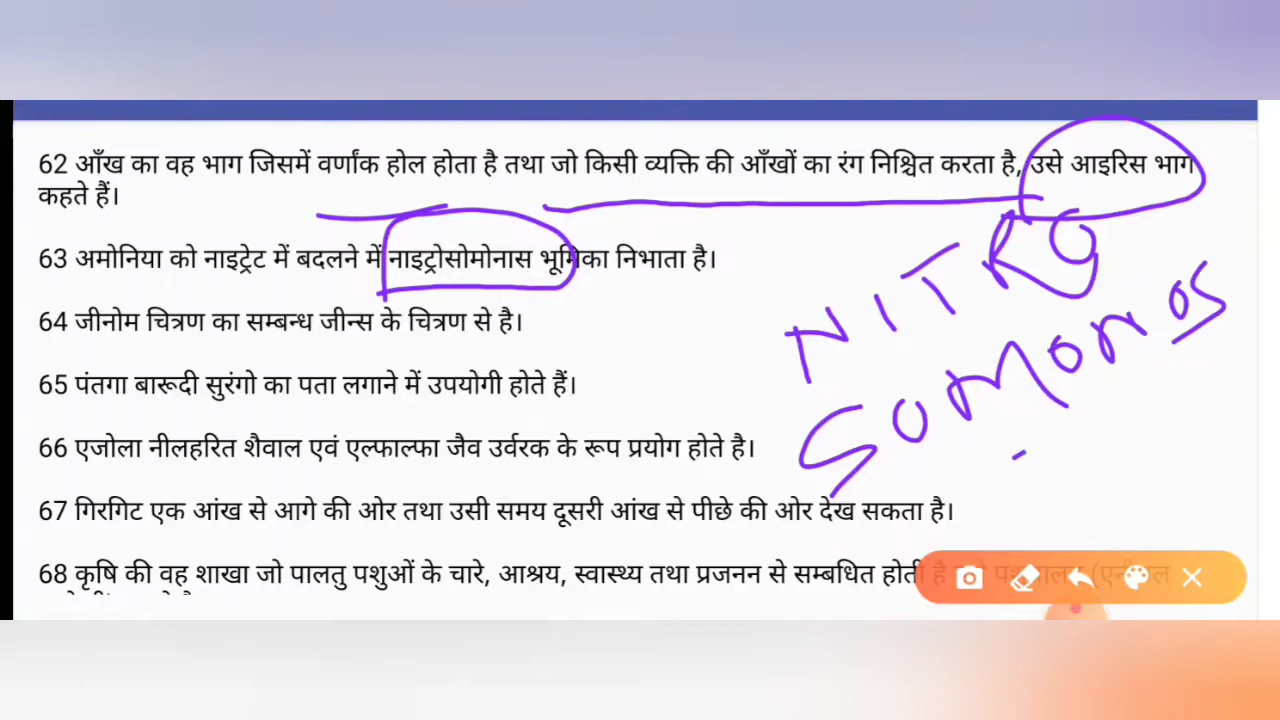 62 आँख का वह भाग जिसमें वर्णांक होल होता है तथा जो किसी व्यक्ति की आँखों का रंग निश्चित करता है, उसे आइरिस भाग
कहते हैं।
63 अमोनिया को नाइट्रेट में बदलने में नाइट्रोसोमोनास भूमिका निभाता है।
NITRO
64 जीनोम चित्रण का सम्बन्ध जीन्स के चित्रण से है।
SOMONOS
65 पंतगा बारूदी सुरंगो का पता लगाने में उपयोगी होते हैं।
66 एजोला नीलहरित शैवाल एवं एल्फाल्फा जैव उर्वरक के रूप प्रयोग होते है।
67 गिरगिट एक आंख से आगे की ओर तथा उसी समय दूसरी आंख से पीछे की ओर देख सकता है।
68 कृषि की वह शाखा जो पालतु पशुओं के चारे, आश्रय, स्वास्थ्य तथा प्रजनन से सम्बधित होती है